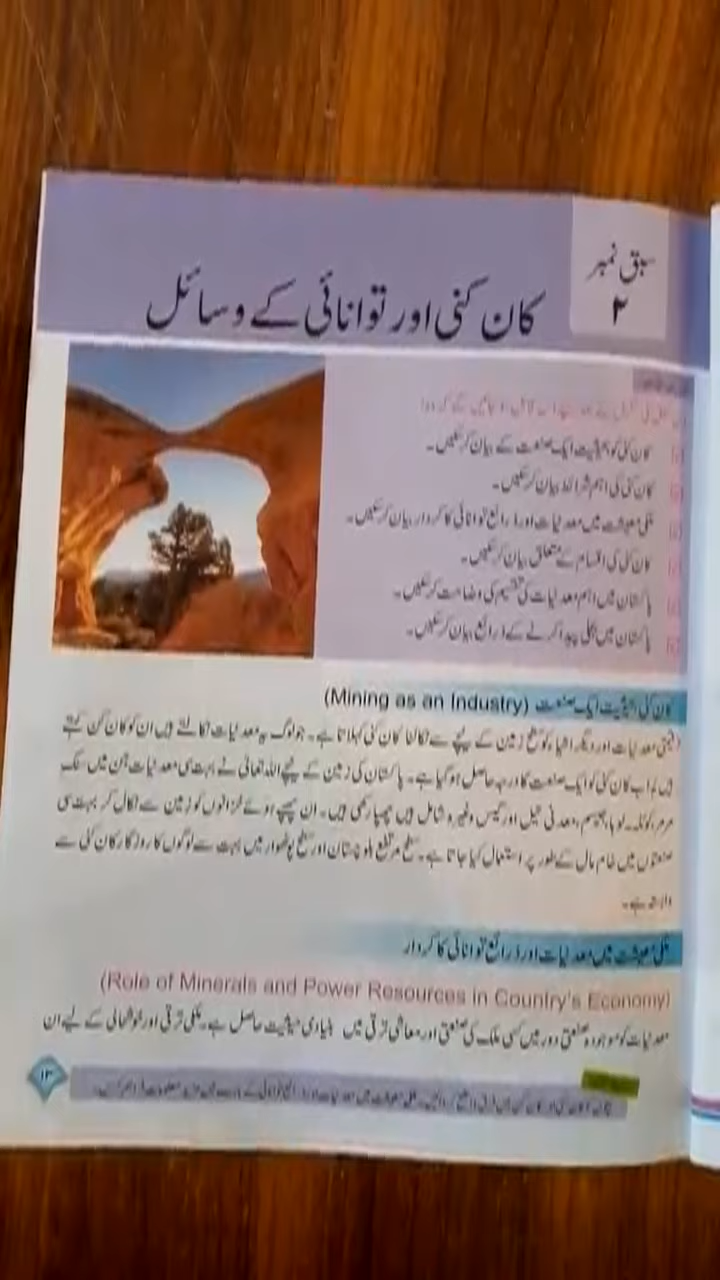 سبق نمبر
۲
کان کنی اور توانائی کے وسائل
کان کنی کو بحیثیت ایک صنعت کے بیان کر سکیں۔
کان کنی کی اہم شرائط بیان کر سکیں۔
ملکی معیشت میں معدنیات اور ذرائع توانائی کا کردار بیان کر سکیں۔
کان کنی کی اقسام کے متعلق بیان کر سکیں۔
پاکستان میں اہم معدنیات کی تقسیم کی وضاحت کر سکیں۔
پاکستان میں بجلی پیدا کرنے کے ذرائع بیان کر سکیں۔
کان کنی بحیثیت ایک صنعت (Mining as an Industry)
قیمتی معدنیات اور دیگر اشیاء کو سطح زمین کے نیچے سے نکالنا کان کنی کہلاتا ہے۔ جو لوگ یہ معدنیات نکالتے ہیں ان کو کان کن کہتے
ہیں۔ اب کان کنی کو ایک صنعت کا درجہ حاصل ہو گیا ہے۔ پاکستان کی زمین کے نیچے اللہ تعالیٰ نے بہت سی معدنیات جن میں سنگ
مرمر، کوئلہ، لوہا، جپسم، معدنی تیل اور گیس وغیرہ شامل ہیں چھپا رکھی ہیں۔ ان چھپے ہوئے خزانوں کو زمین سے نکال کر بہت سی
صنعتوں میں خام مال کے طور پر استعمال کیا جاتا ہے۔ سطح مرتفع بلوچستان اور سطح پوٹھوار میں بہت سے لوگوں کا روزگار کان کنی سے
وابستہ ہے۔
ملکی معیشت میں معدنیات اور ذرائع توانائی کا کردار
(Role of Minerals and Power Resources in Country's Economy)
معدنیات کو موجودہ صنعتی دور میں کسی ملک کی صنعتی اور معاشی ترقی میں بنیادی حیثیت حاصل ہے۔ ملکی ترقی اور خوشحالی کے لیے ان
۱۳